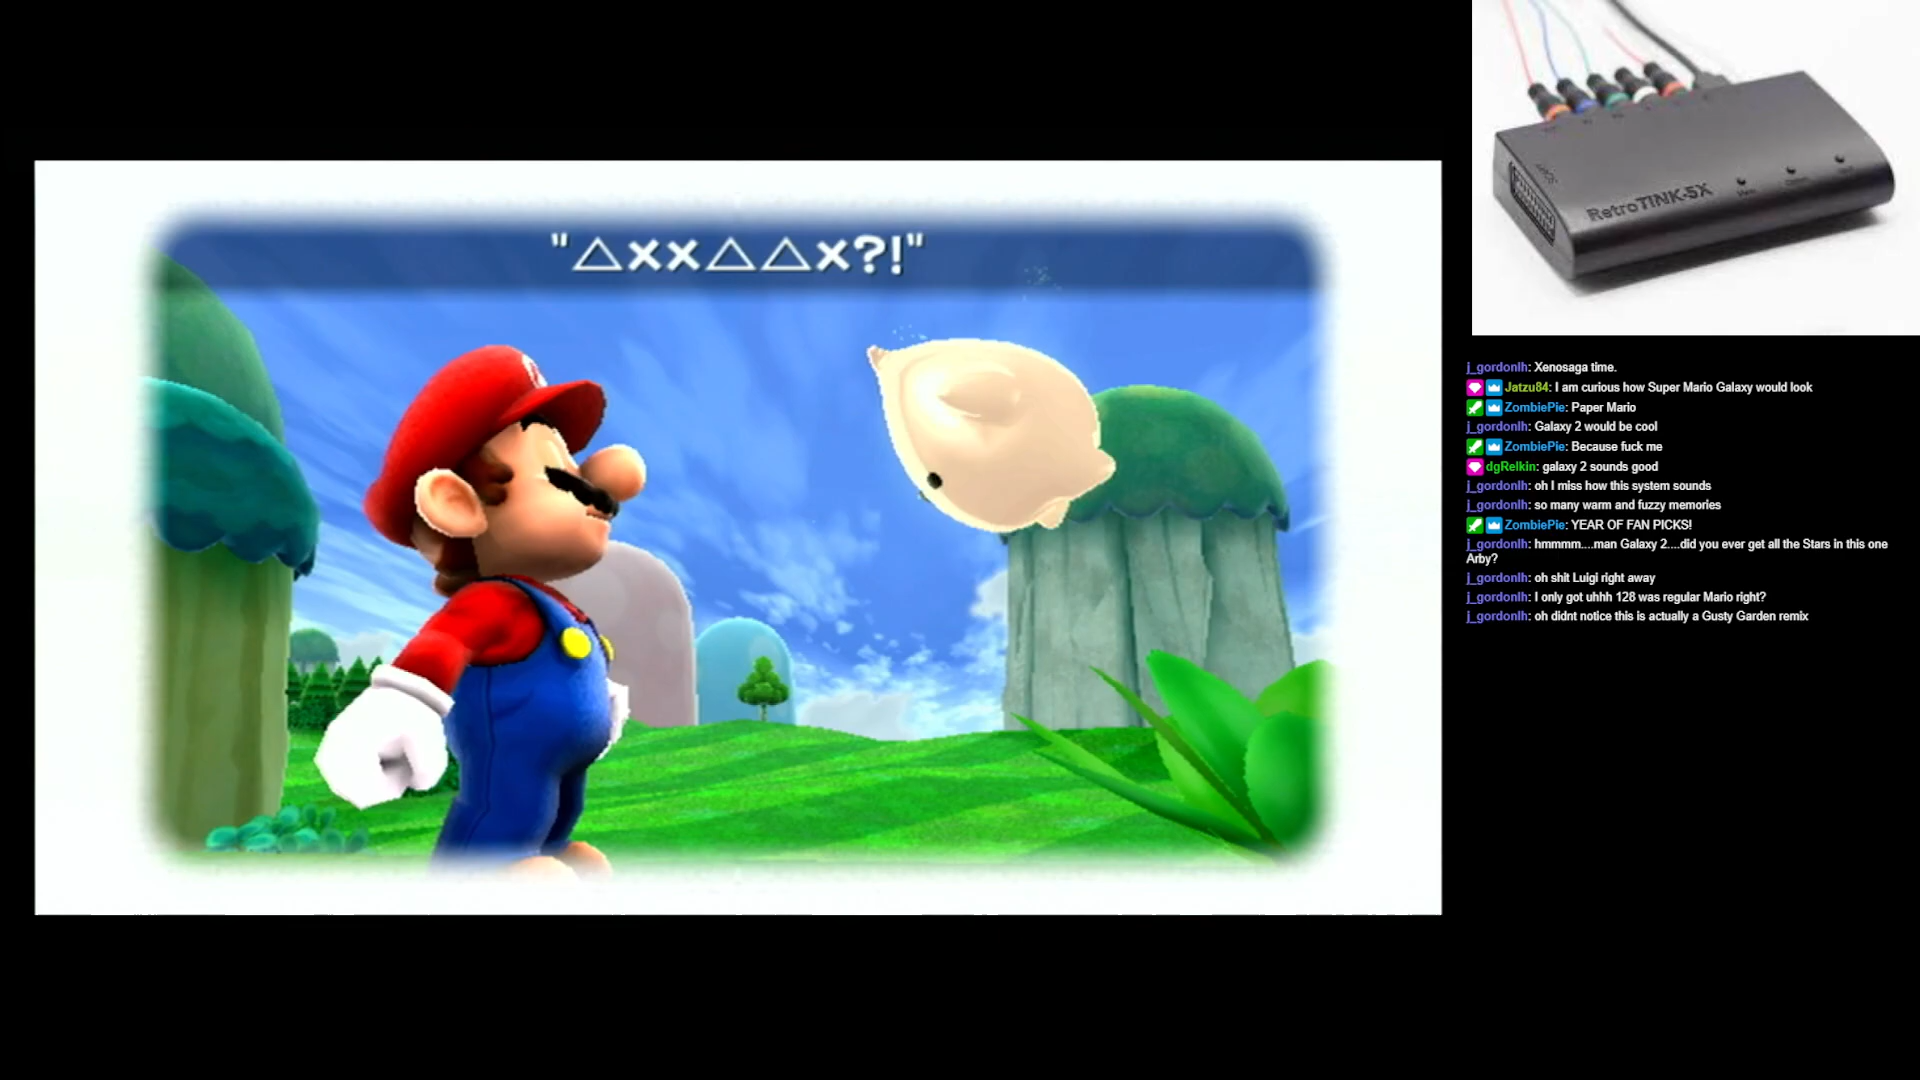 "△xx△△x?!"
RetroTINK-5X
j_gordonlh: Xenosaga time.
Jatzu84: I am curious how Super Mario Galaxy would look
ZombiePie: Paper Mario
j_gordonlh: Galaxy 2 would be cool
ZombiePie: Because fuck me
dgRelkin: galaxy 2 sounds good
j_gordonlh: oh I miss how this system sounds
j_gordonlh: so many warm and fuzzy memories
ZombiePie: YEAR OF FAN PICKS!
j_gordonlh: hmmmm....man Galaxy 2....did you ever get all the Stars in this one
Arby?
j_gordonlh: oh shit Luigi right away
j_gordonlh: I only got uhhh 128 was regular Mario right?
j_gordonlh: oh didnt notice this is actually a Gusty Garden remix